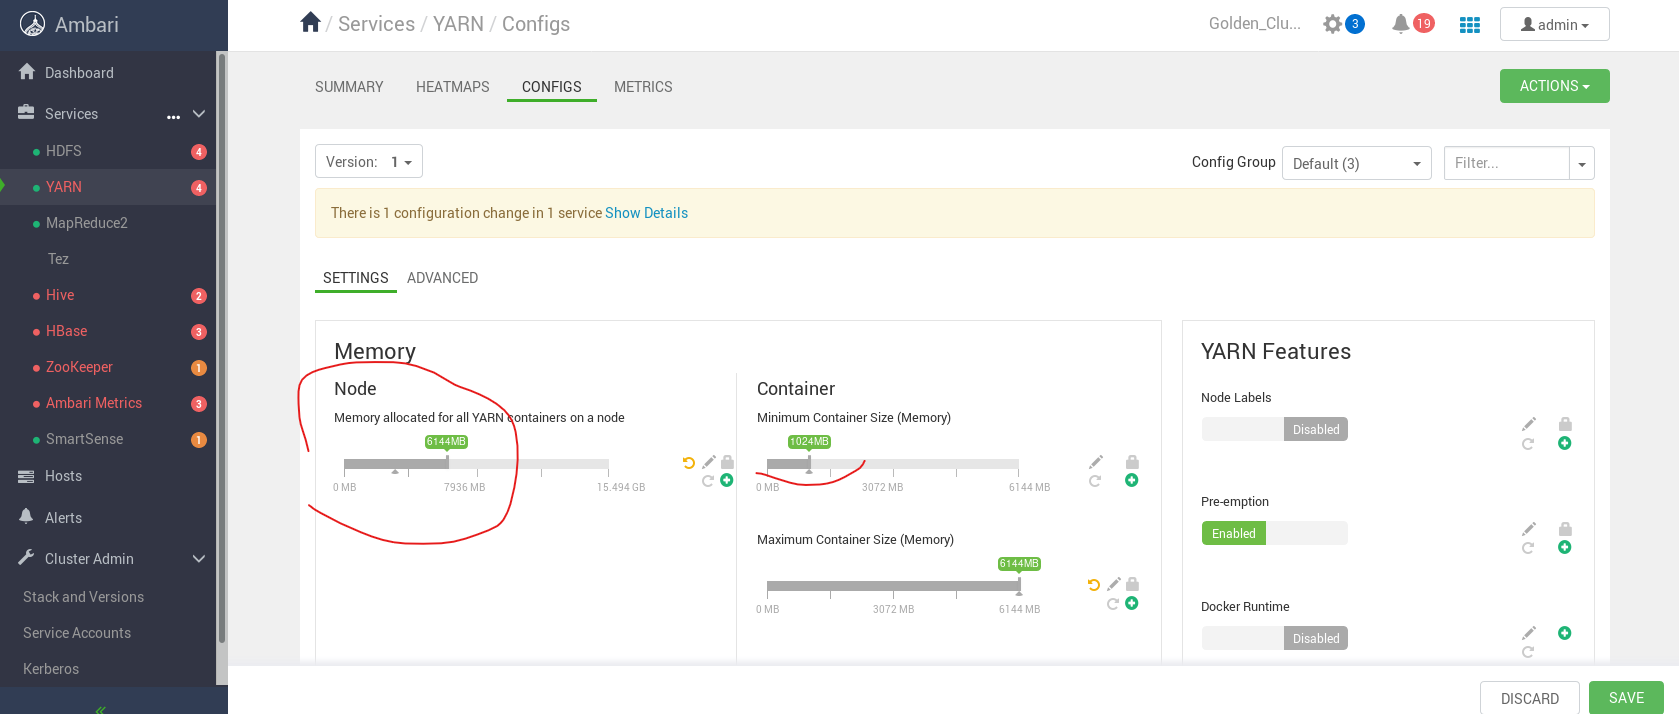 Ambari
/ Services / YARN / Configs
Golden_Clu...
3
19
admin
Dashboard
Services
...
HDFS 4
YARN 4
MapReduce2
Tez
Hive 2
HBase 3
ZooKeeper 1
Ambari Metrics 3
SmartSense 1
Hosts
Alerts
Cluster Admin
Stack and Versions
Service Accounts
Kerberos
SUMMARY HEATMAPS CONFIGS METRICS
ACTIONS
Version: 1
Config Group Default (3) Filter...
There is 1 configuration change in 1 service Show Details
SETTINGS ADVANCED
Memory
Node
Memory allocated for all YARN containers on a node
6144MB
0 MB 7936 MB 15.494 GB
Container
Minimum Container Size (Memory)
1024MB
0 MB 3072 MB 6144 MB
Maximum Container Size (Memory)
6144MB
0 MB 3072 MB 6144 MB
YARN Features
Node Labels
Disabled
Pre-emption
Enabled
Docker Runtime
Disabled
DISCARD SAVE